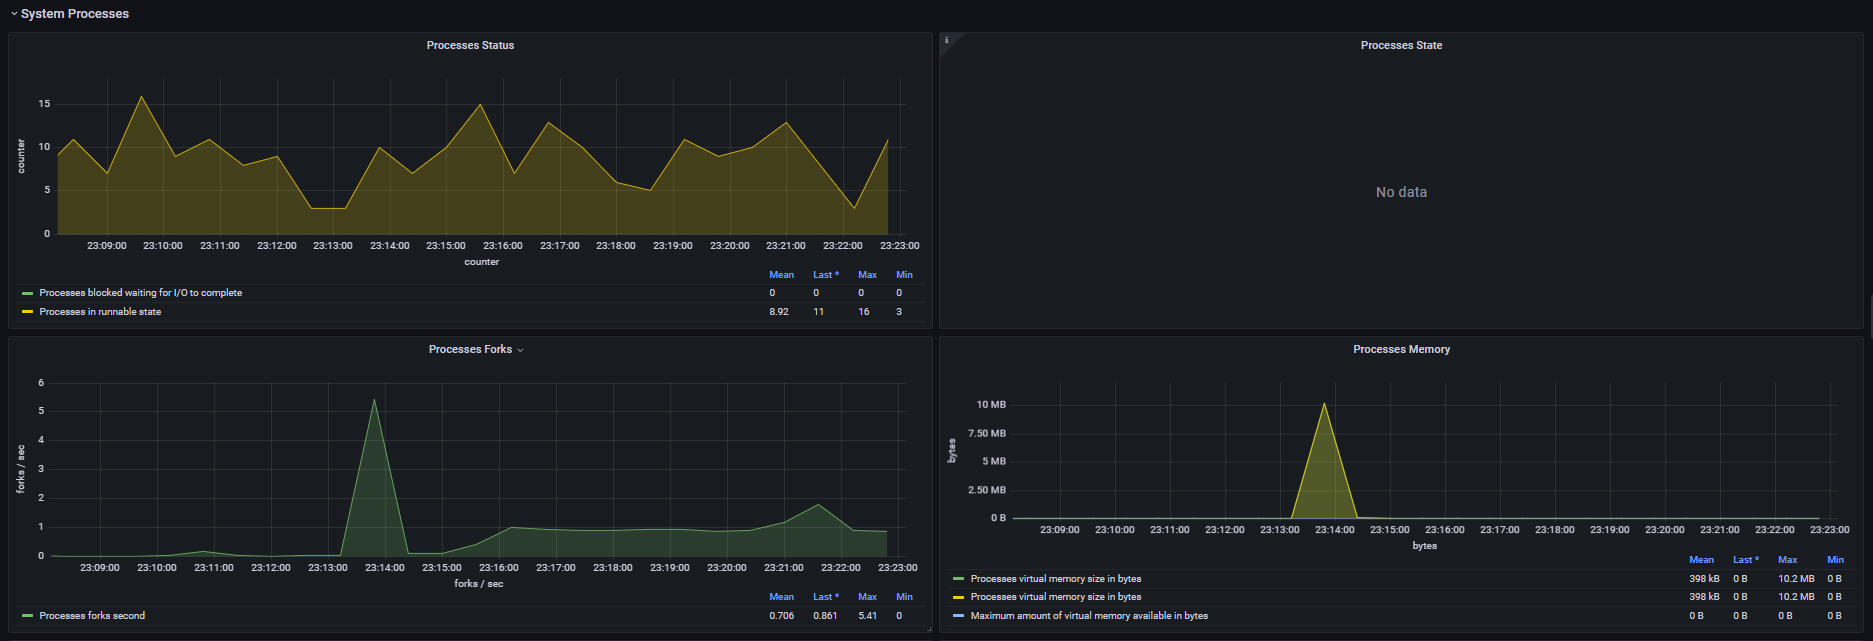 System Processes
Processes Status
counter
15
10
5
0
23:09:00 23:10:00 23:11:00 23:12:00 23:13:00 23:14:00 23:15:00 23:16:00 23:17:00 23:18:00 23:19:00 23:20:00 23:21:00 23:22:00 23:23:00
counter
Mean Last * Max Min
Processes blocked waiting for I/O to complete 0 0 0 0
Processes in runnable state 8.92 11 16 3
i
Processes State
No data
Processes Forks
forks / sec
6
5
4
3
2
1
0
23:09:00 23:10:00 23:11:00 23:12:00 23:13:00 23:14:00 23:15:00 23:16:00 23:17:00 23:18:00 23:19:00 23:20:00 23:21:00 23:22:00 23:23:00
forks / sec
Mean Last * Max Min
Processes forks second 0.706 0.861 5.41 0
Processes Memory
bytes
10 MB
7.50 MB
5 MB
2.50 MB
0 B
23:09:00 23:10:00 23:11:00 23:12:00 23:13:00 23:14:00 23:15:00 23:16:00 23:17:00 23:18:00 23:19:00 23:20:00 23:21:00 23:22:00 23:23:00
bytes
Mean Last * Max Min
Processes virtual memory size in bytes 398 kB 0 B 10.2 MB 0 B
Processes virtual memory size in bytes 398 kB 0 B 10.2 MB 0 B
Maximum amount of virtual memory available in bytes 0 B 0 B 0 B 0 B